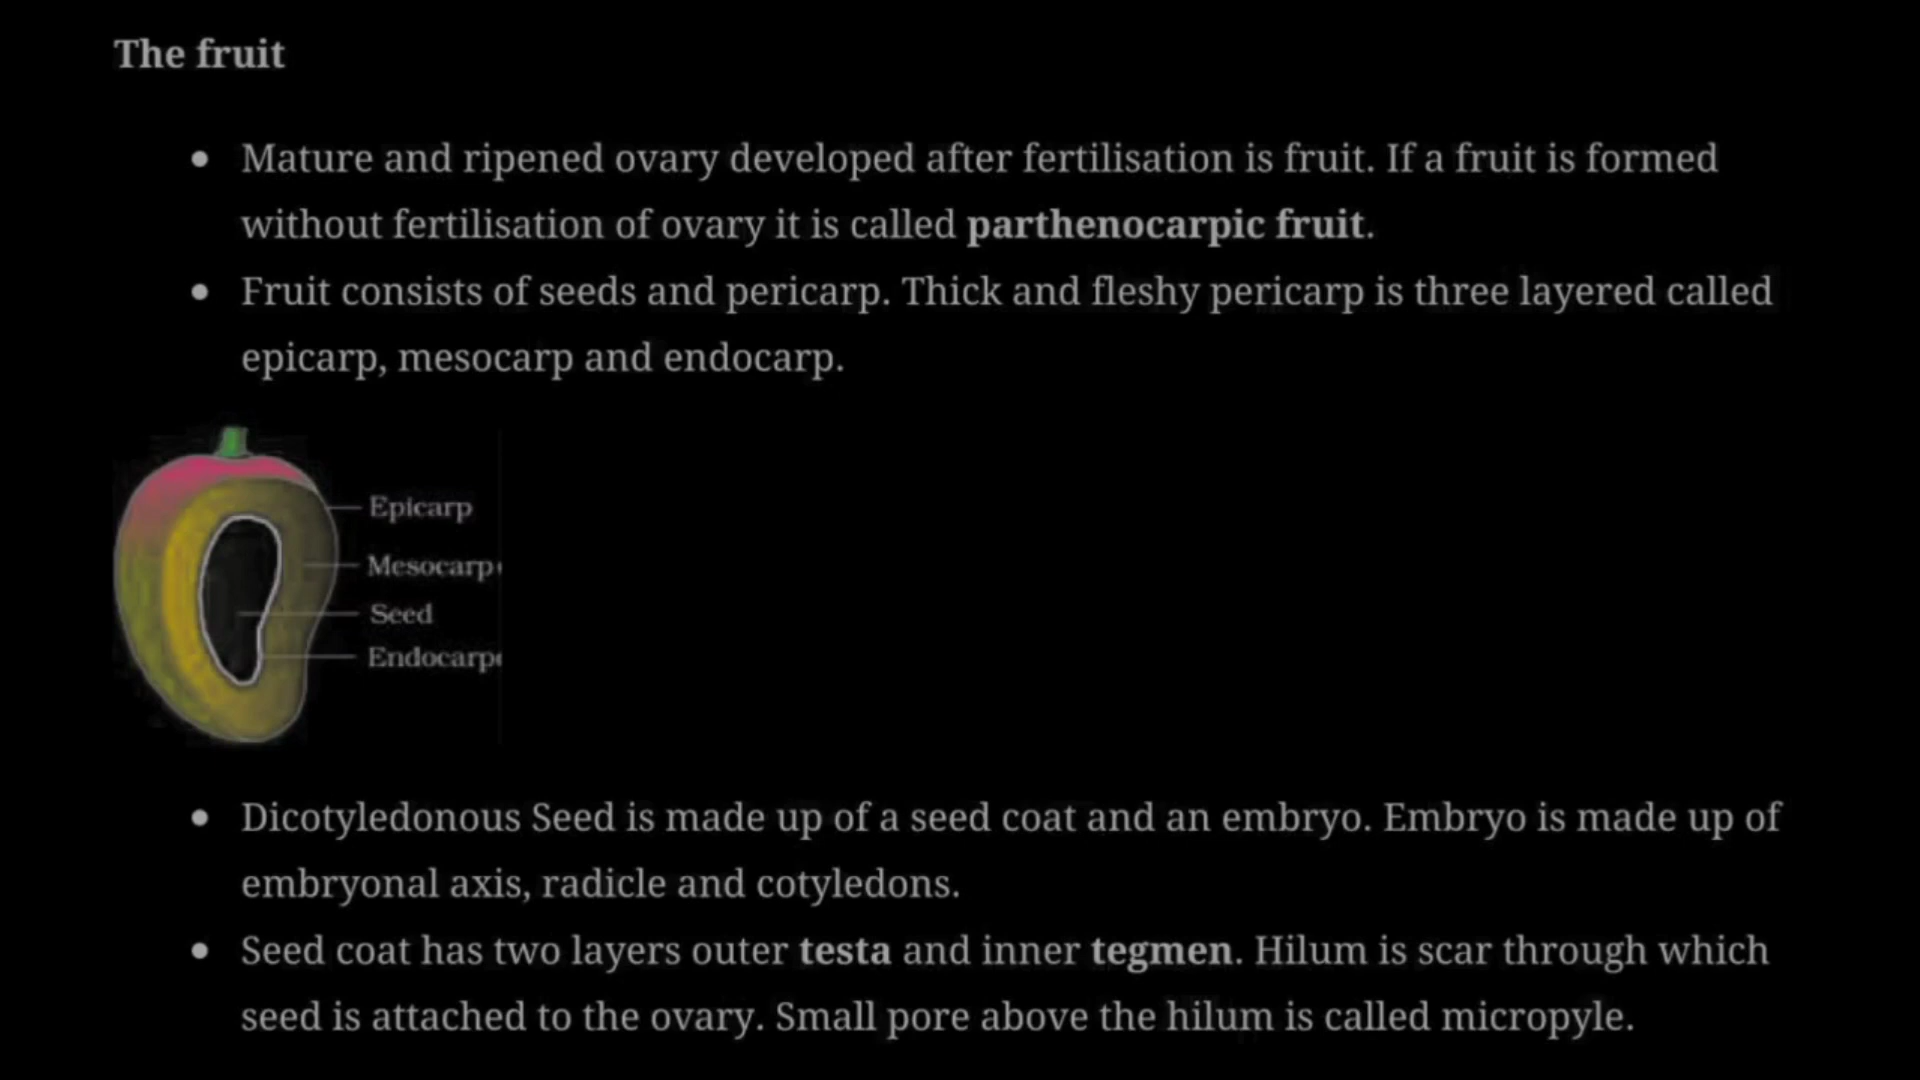 The fruit
Mature and ripened ovary developed after fertilisation is fruit. If a fruit is formed
without fertilisation of ovary it is called parthenocarpic fruit.
Fruit consists of seeds and pericarp. Thick and fleshy pericarp is three layered called
epicarp, mesocarp and endocarp.
Epicarp
Mesocarp
Seed
Endocarp
Dicotyledonous Seed is made up of a seed coat and an embryo. Embryo is made up of
embryonal axis, radicle and cotyledons.
Seed coat has two layers outer testa and inner tegmen. Hilum is scar through which
seed is attached to the ovary. Small pore above the hilum is called micropyle.